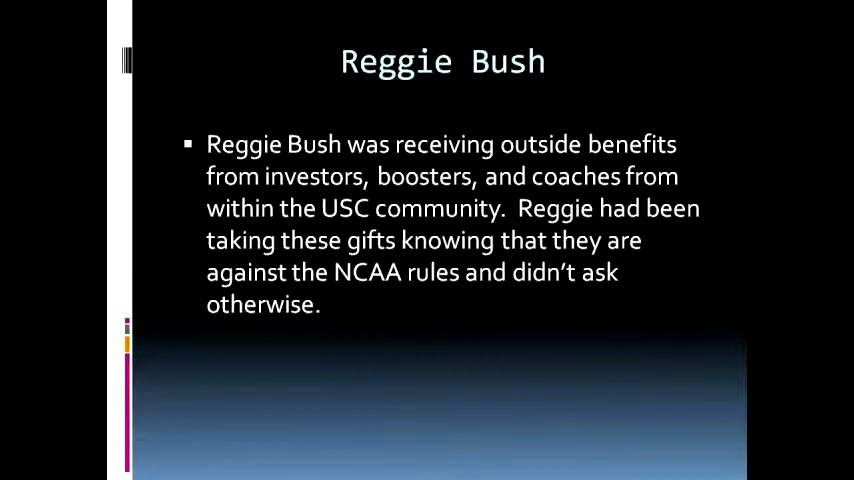 Reggie Bush
Reggie Bush was receiving outside benefits
from investors, boosters, and coaches from
within the USC community.  Reggie had been
taking these gifts knowing that they are
against the NCAA rules and didn’t ask
otherwise.